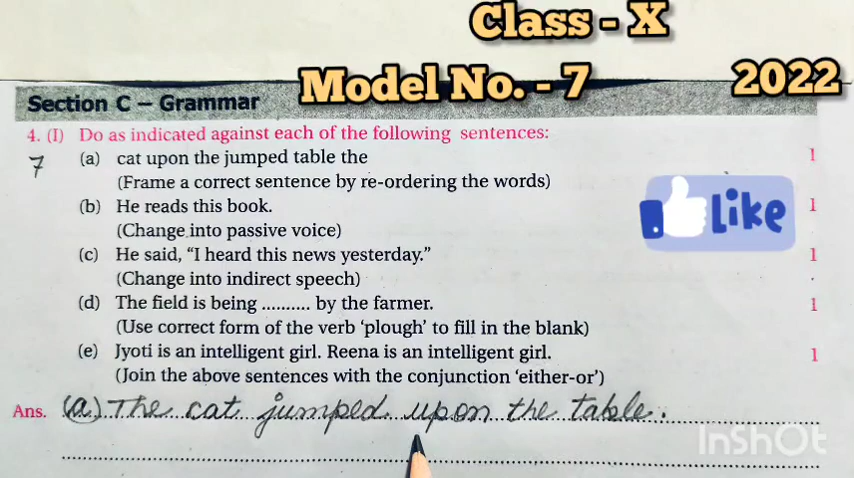 Class - X
Model No. - 7 2022
Section C – Grammar
4. (I) Do as indicated against each of the following sentences:
7 (a) cat upon the jumped table the 1
(Frame a correct sentence by re-ordering the words)
(b) He reads this book. 1
(Change into passive voice)
Like
(c) He said, “I heard this news yesterday.” 1
(Change into indirect speech)
(d) The field is being .......... by the farmer. 1
(Use correct form of the verb ‘plough’ to fill in the blank)
(e) Jyoti is an intelligent girl. Reena is an intelligent girl. 1
(Join the above sentences with the conjunction ‘either-or’)
Ans. (a) The cat jumped upon the table.
InShOt